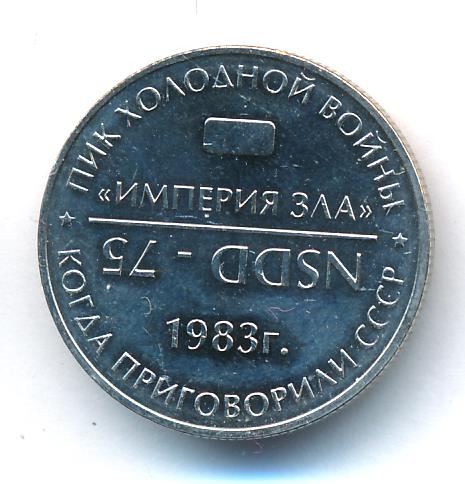 ПИК ХОЛОДНОЙ ВОЙНЫ
«ИМПЕРИЯ ЗЛА»
NSDD - 75
1983г.
КОГДА ПРИГОВОРИЛИ СССР